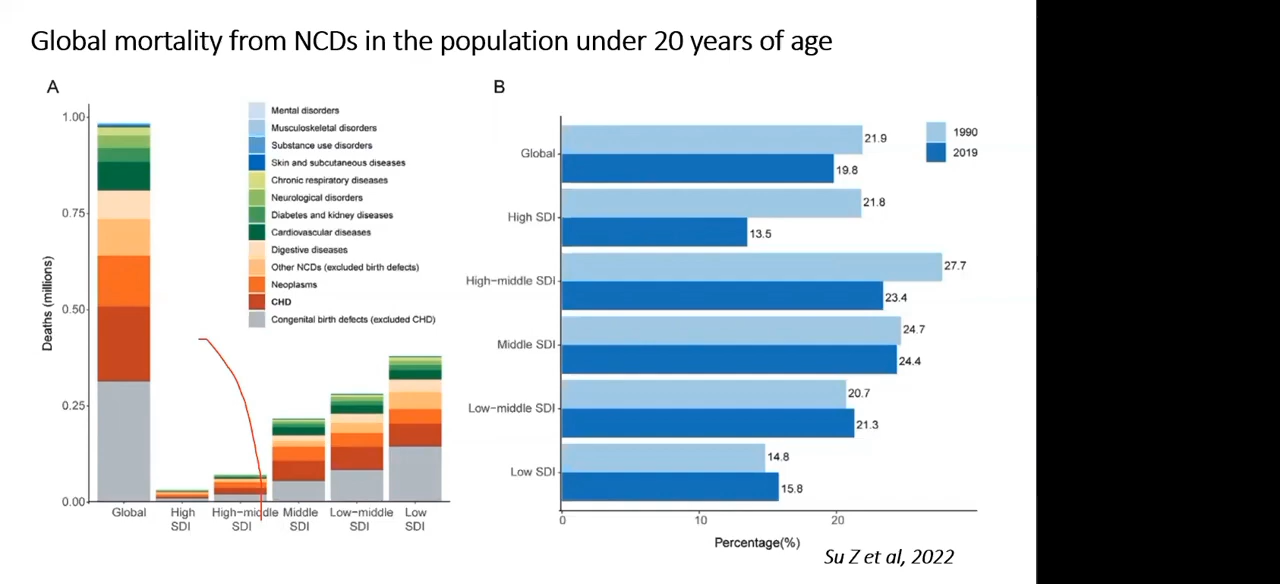 Global mortality from NCDs in the population under 20 years of age
A
Deaths (millions)
1.00
0.75
0.50
0.25
0.00
Global
High SDI
High-middle SDI
Middle SDI
Low-middle SDI
Low SDI
Mental disorders
Musculoskeletal disorders
Substance use disorders
Skin and subcutaneous diseases
Chronic respiratory diseases
Neurological disorders
Diabetes and kidney diseases
Cardiovascular diseases
Digestive diseases
Other NCDs (excluded birth defects)
Neoplasms
CHD
Congenital birth defects (excluded CHD)
B
1990
2019
Global
21.9
19.8
High SDI
21.8
13.5
High-middle SDI
27.7
23.4
Middle SDI
24.7
24.4
Low-middle SDI
20.7
21.3
Low SDI
14.8
15.8
0
10
20
Percentage(%)
Su Z et al, 2022